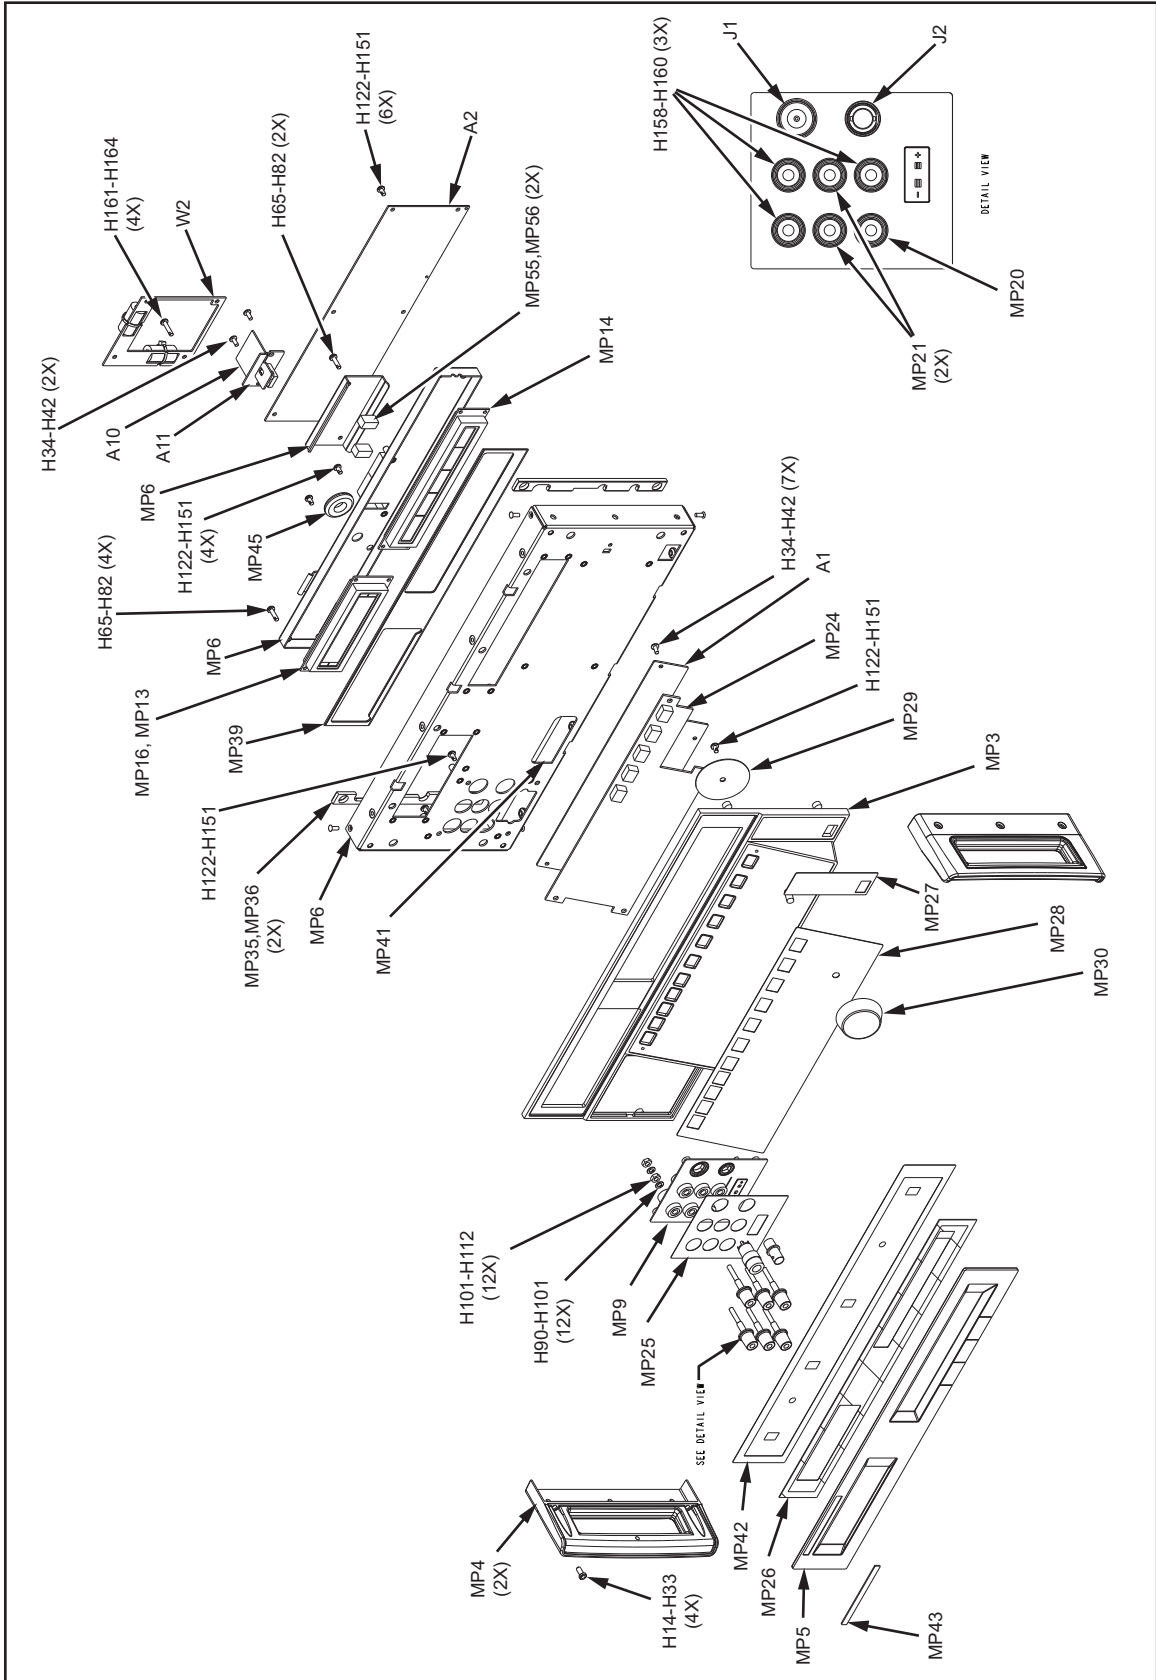 H161-H164
(4X)
W2
H34-H42 (2X)
A10
A11
MP6
H122-H151
(4X)
MP45
H65-H82 (4X)
MP6
MP16, MP13
MP39
H122-H151
MP35,MP36
(2X)
MP6
MP41
H122-H151
(6X)
A2
H65-H82 (2X)
MP55,MP56 (2X)
MP14
H34-H42 (7X)
A1
MP24
H122-H151
MP29
MP3
MP27
MP28
MP30
H101-H112
(12X)
H90-H101
(12X)
MP9
MP25
SEE DETAIL VIEW
MP4
(2X)
H14-H33
(4X)
MP42
MP26
MP5
MP43
H158-H160 (3X)
J1
J2
- +
MP21
(2X)
MP20
DETAIL VIEW